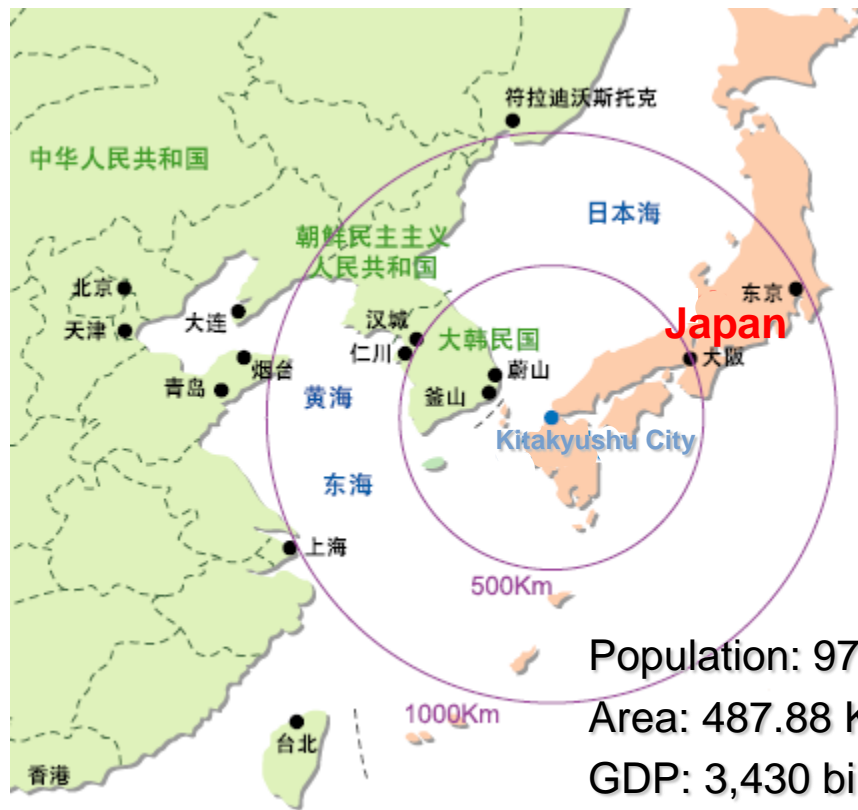 符拉迪沃斯托克
中华人民共和国
日本海
朝鲜民主主义
人民共和国
北京
东京
大连
汉城
Japan
天津
大韩民国
仁川
大阪
烟台
蔚山
青岛
釜山
黄海
Kitakyushu City
东海
上海
500Km
Population: 97
1000Km
Area: 487.88 K
台北
香港
GDP: 3,430 bi